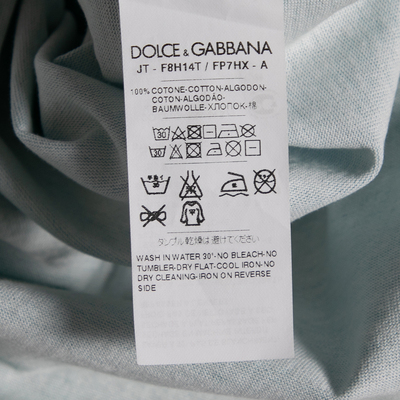 DOLCE & GABBANA
JT - F8H14T / FP7HX - A
100% COTONE-COTTON-ALGODON-
COTON-ALGODÃO-
BAUMWOLLE-ХЛОПОК-棉
タンブル乾燥は避けてください
WASH IN WATER 30°-NO BLEACH-NO
TUMBLER-DRY FLAT-COOL IRON-NO
DRY CLEANING-IRON ON REVERSE
SIDE